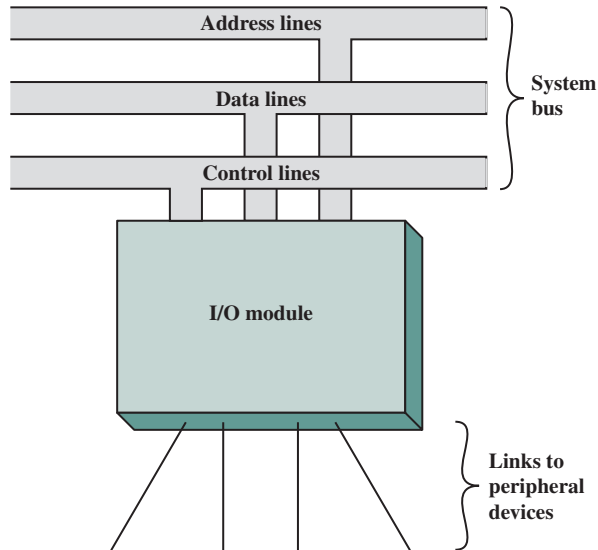 Address lines
Data lines
System
bus
Control lines
I/O module
Links to
peripheral
devices